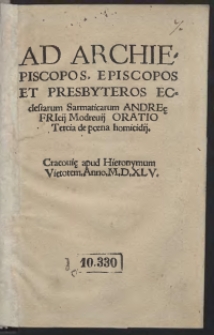 AD ARCHIE-
PISCOPOS, EPISCOPOS
ET PRESBYTEROS EC-
clesiarum Sarmaticarum ANDREę
FRIcij Modreuij ORATIO
Tercia de pœna homicidij.
Cracouię apud Hieronymum
Vietorem, Anno, M.D.XLV.
10.330